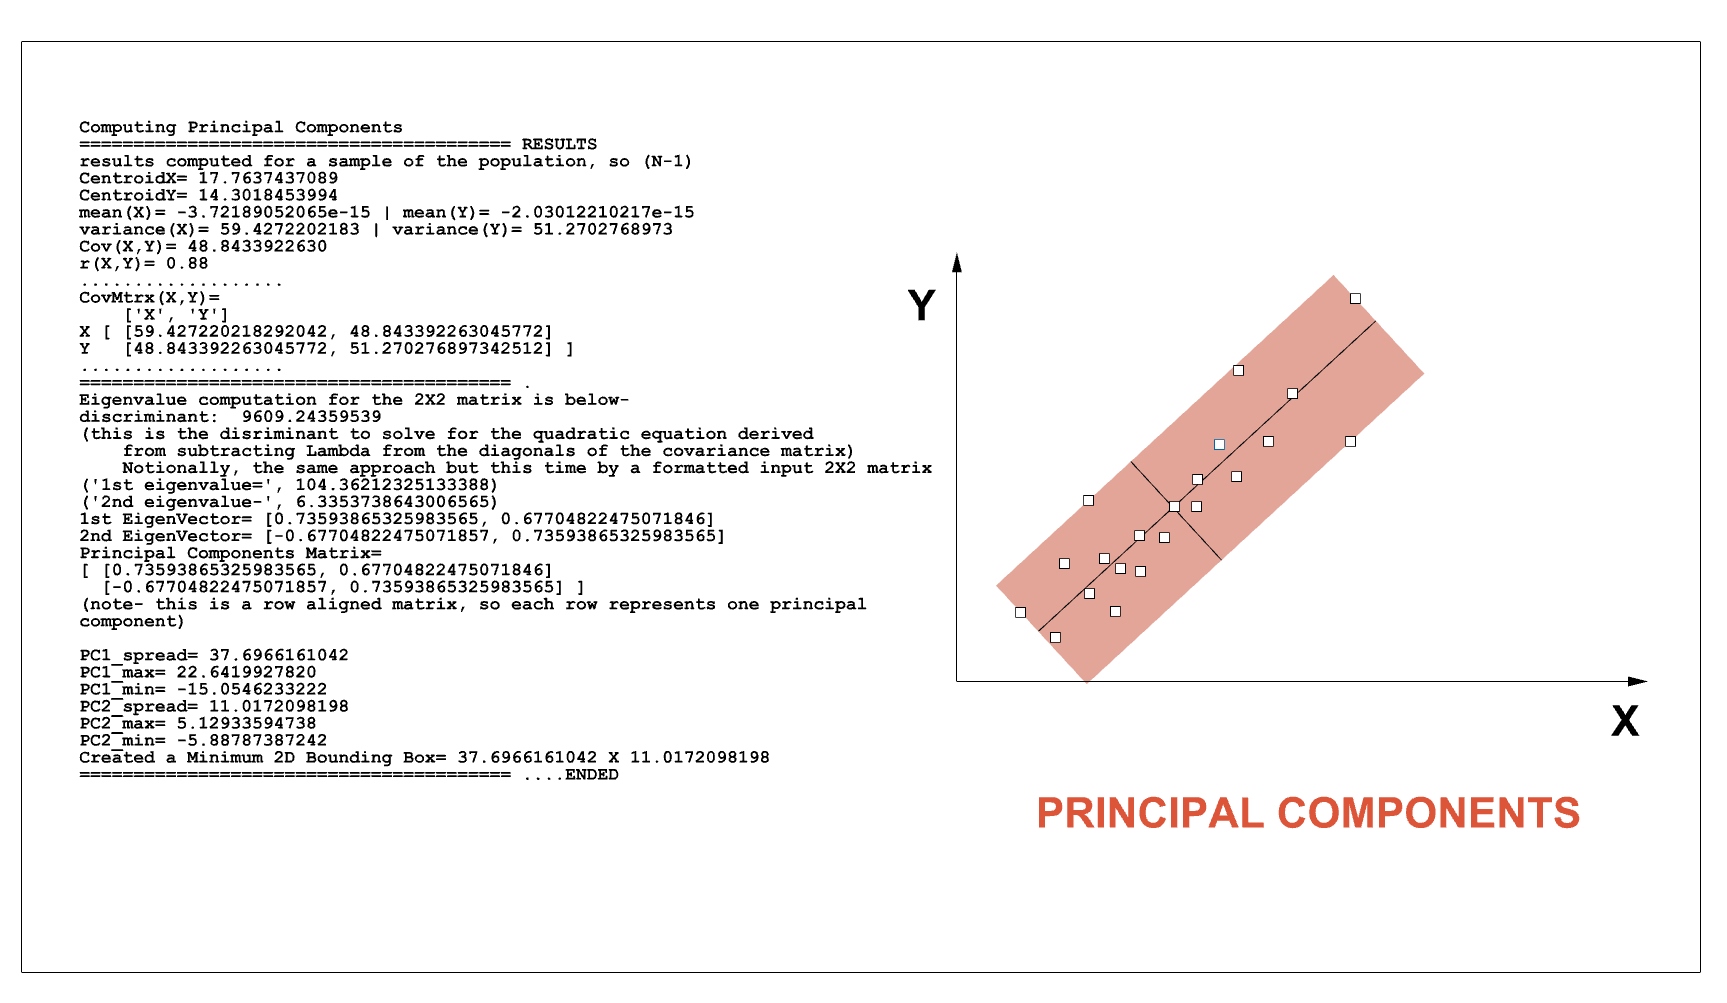 Computing Principal Components
======================================== RESULTS
results computed for a sample of the population, so (N-1)
CentroidX= 17.7637437089
CentroidY= 14.3018453994
mean(X)= -3.72189052065e-15 | mean(Y)= -2.03012210217e-15
variance(X)= 59.4272202183 | variance(Y)= 51.2702768973
Cov(X,Y)= 48.8433922630
r(X,Y)= 0.88
...................
CovMtrx(X,Y)=
    ['X', 'Y']
X [ [59.427220218292042, 48.843392263045772]
Y   [48.843392263045772, 51.270276897342512] ]
...................
======================================== .
Eigenvalue computation for the 2X2 matrix is below-
discriminant:  9609.24359539
(this is the disriminant to solve for the quadratic equation derived
    from subtracting Lambda from the diagonals of the covariance matrix)
    Notionally, the same approach but this time by a formatted input 2X2 matrix
('1st eigenvalue=', 104.36212325133388)
('2nd eigenvalue-', 6.3353738643006565)
1st EigenVector= [0.73593865325983565, 0.67704822475071846]
2nd EigenVector= [-0.67704822475071857, 0.73593865325983565]
Principal Components Matrix=
[ [0.73593865325983565, 0.67704822475071846]
  [-0.67704822475071857, 0.73593865325983565] ]
(note- this is a row aligned matrix, so each row represents one principal
component)
PC1_spread= 37.6966161042
PC1_max= 22.6419927820
PC1_min= -15.0546233222
PC2_spread= 11.0172098198
PC2_max= 5.12933594738
PC2_min= -5.88787387242
Created a Minimum 2D Bounding Box= 37.6966161042 X 11.0172098198
======================================== ....ENDED
Y
X
PRINCIPAL COMPONENTS